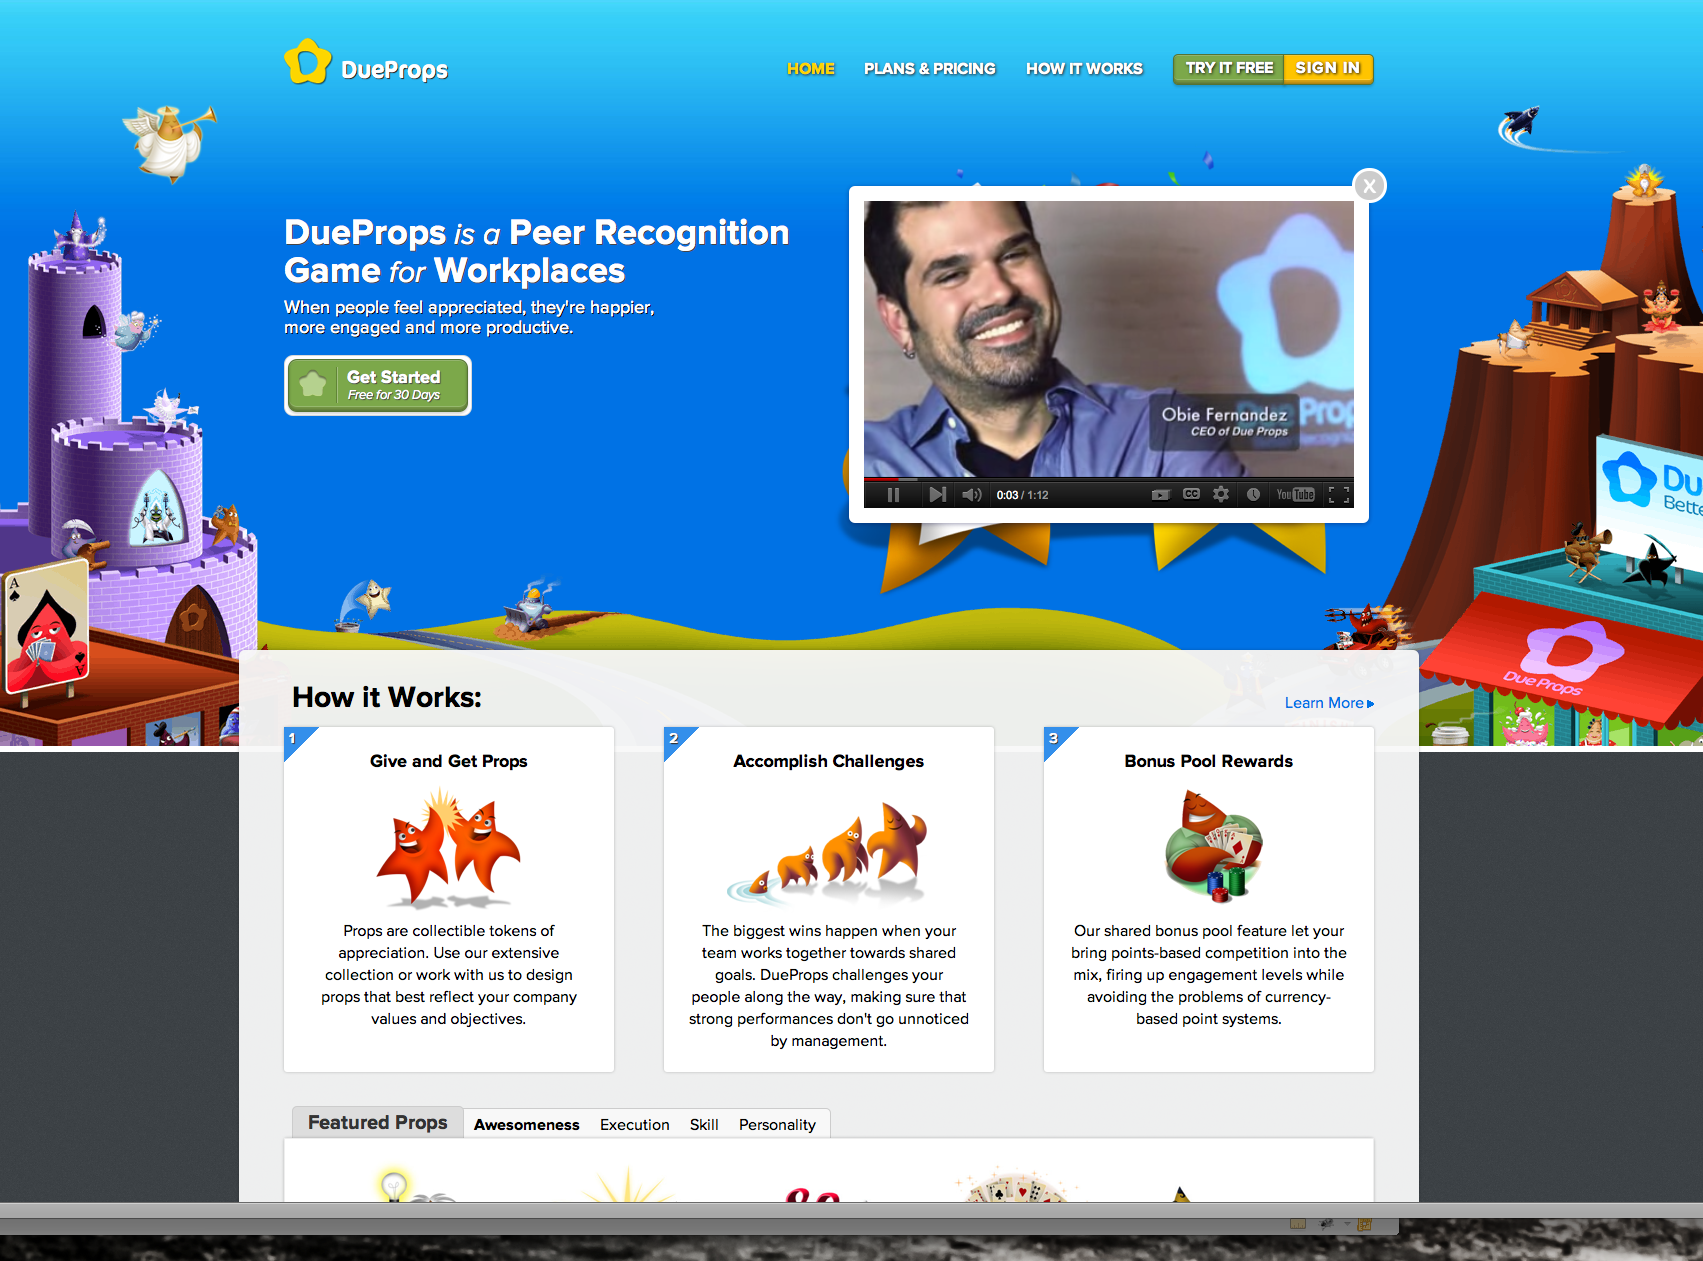 DueProps
HOME
PLANS & PRICING
HOW IT WORKS
TRY IT FREE
SIGN IN
DueProps is a Peer Recognition
Game for Workplaces
When people feel appreciated, they're happier,
more engaged and more productive.
Get Started
Free for 30 Days
X
Obie Fernandez
CEO of Due Props
0:03 / 1:12
CC
YouTube
Du
Bette
A
A
DueProps
How it Works:
Learn More
1
Give and Get Props
Props are collectible tokens of
appreciation. Use our extensive
collection or work with us to design
props that best reflect your company
values and objectives.
2
Accomplish Challenges
The biggest wins happen when your
team works together towards shared
goals. DueProps challenges your
people along the way, making sure that
strong performances don't go unnoticed
by management.
3
Bonus Pool Rewards
Our shared bonus pool feature let your
bring points-based competition into the
mix, firing up engagement levels while
avoiding the problems of currency-
based point systems.
Featured Props
Awesomeness
Execution
Skill
Personality